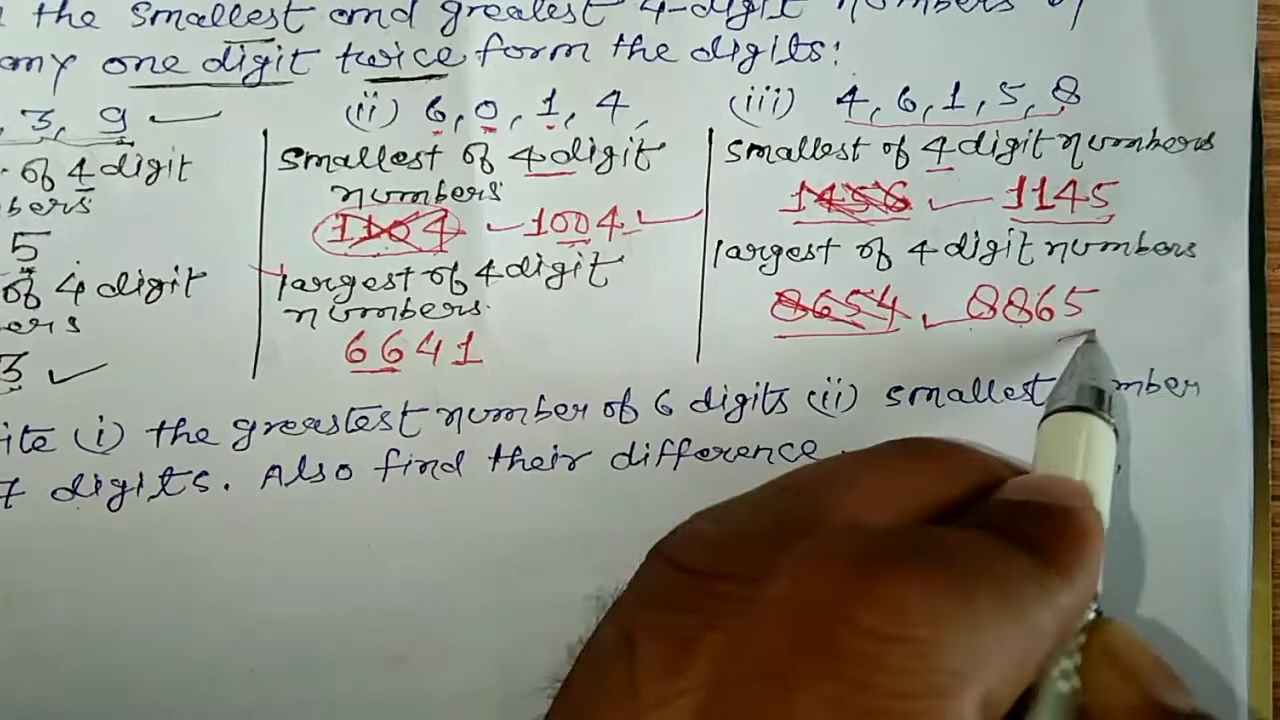 the smallest and greatest 4-digit numbers
any one digit twice form the digits:
, 3, 9
of 4 digit
bers
5
of 4 digit
ers
3
(ii) 6, 0, 1, 4,
smallest of 4 digit
numbers
1104 1004
largest of 4 digit
numbers.
6641
(iii) 4, 6, 1, 5, 8
smallest of 4 digit numbers
1456 1145
largest of 4 digit numbers
8654 8865
ite (i) the greastest number of 6 digits (ii) smallest mber
7 digits. Also find their difference.